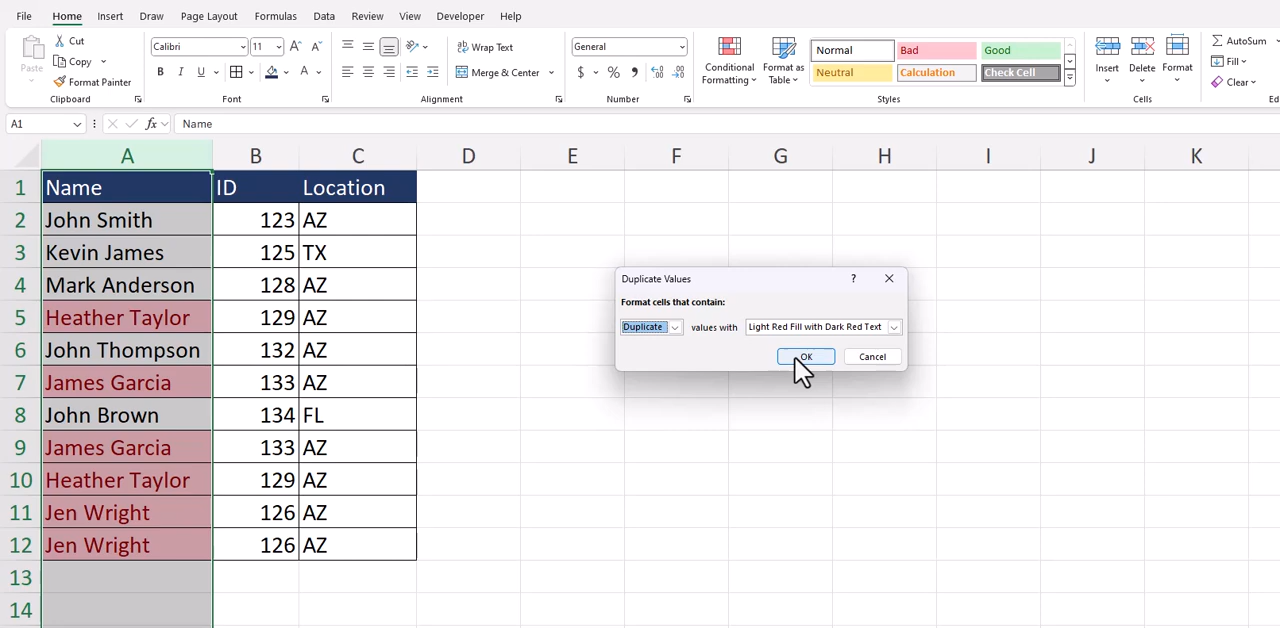 File Home Insert Draw Page Layout Formulas Data Review View Developer Help
Paste
Cut
Copy
Format Painter
Clipboard
Calibri 11 A A
B I U A
Font
Wrap Text
Merge & Center
Alignment
General
$ % 9
Number
Conditional Formatting
Format as Table
Normal Bad Good
Neutral Calculation Check Cell
Styles
Insert Delete Format
Cells
AutoSum
Fill
Clear
Ed
A1 fx Name
A B C D E F G H I J K
1 Name ID Location
2 John Smith 123 AZ
3 Kevin James 125 TX
4 Mark Anderson 128 AZ
5 Heather Taylor 129 AZ
6 John Thompson 132 AZ
7 James Garcia 133 AZ
8 John Brown 134 FL
9 James Garcia 133 AZ
10 Heather Taylor 129 AZ
11 Jen Wright 126 AZ
12 Jen Wright 126 AZ
13
14
Duplicate Values ?
Format cells that contain:
Duplicate values with Light Red Fill with Dark Red Text
OK Cancel